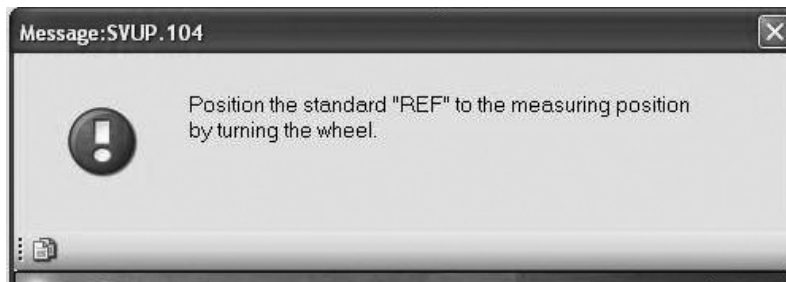 Message:SVUP.104
Position the standard "REF" to the measuring position
by turning the wheel.